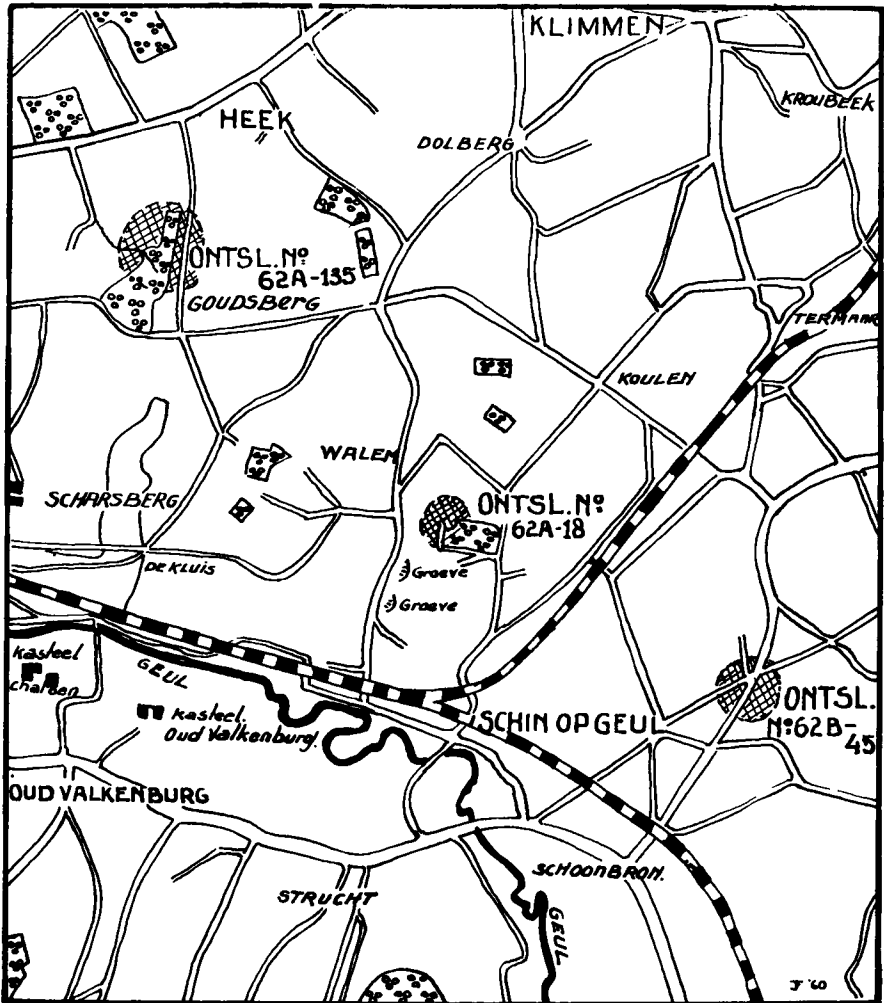 KLIMMEN
KROUBEEK
HEEK
DOLBERG
ONTSL. Nº
62A-135
GOUDSBERG
TERMAAR
KOULEN
WALEM
SCHARSBERG
ONTSL. Nº
62A-18
DE KLUIS
Groeve
Groeve
GEUL
Kasteel
Chaloen
Kasteel.
Oud Valkenburg.
SCHIN OP GEUL
ONTSL.
Nº 62B-
45
OUD VALKENBURG
SCHOONBRON.
STRUCHT
GEUL
J '60